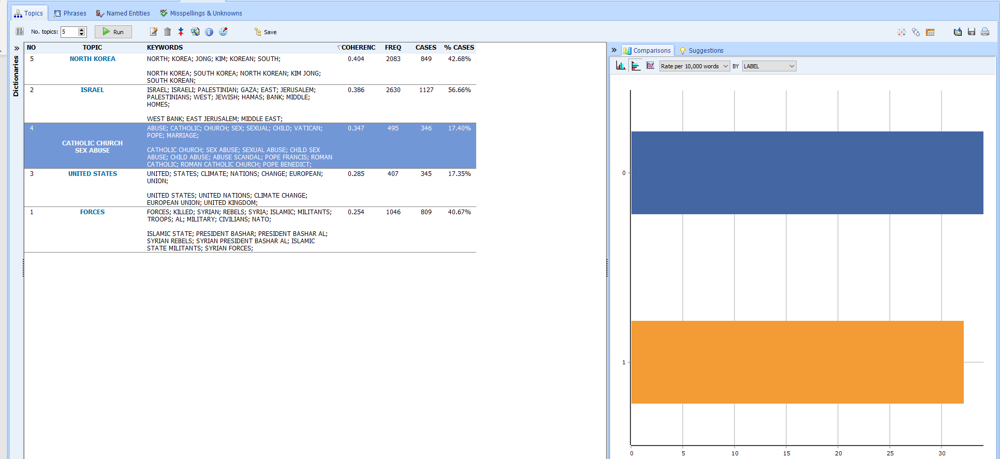 Topics Phrases Named Entities ABC Misspellings & Unknowns
No. topics: 5 Run Save
Dictionaries
NO TOPIC KEYWORDS COHERENC FREQ CASES % CASES
5 NORTH KOREA NORTH; KOREA; JONG; KIM; KOREAN; SOUTH; 0.404 2083 849 42.68%
NORTH KOREA; SOUTH KOREA; NORTH KOREAN; KIM JONG;
SOUTH KOREAN;
2 ISRAEL ISRAEL; ISRAELI; PALESTINIAN; GAZA; EAST; JERUSALEM; 0.386 2630 1127 56.66%
PALESTINIANS; WEST; JEWISH; HAMAS; BANK; MIDDLE;
HOMES;
WEST BANK; EAST JERUSALEM; MIDDLE EAST;
4 ABUSE; CATHOLIC; CHURCH; SEX; SEXUAL; CHILD; VATICAN; 0.347 495 346 17.40%
POPE; MARRIAGE;
CATHOLIC CHURCH
SEX ABUSE
CATHOLIC CHURCH; SEX ABUSE; SEXUAL ABUSE; CHILD SEX
ABUSE; CHILD ABUSE; ABUSE SCANDAL; POPE FRANCIS; ROMAN
CATHOLIC; ROMAN CATHOLIC CHURCH; POPE BENEDICT;
3 UNITED STATES UNITED; STATES; CLIMATE; NATIONS; CHANGE; EUROPEAN; 0.285 407 345 17.35%
UNION;
UNITED STATES; UNITED NATIONS; CLIMATE CHANGE;
EUROPEAN UNION; UNITED KINGDOM;
1 FORCES FORCES; KILLED; SYRIAN; REBELS; SYRIA; ISLAMIC; MILITANTS; 0.254 1046 809 40.67%
TROOPS; AL; MILITARY; CIVILIANS; NATO;
ISLAMIC STATE; PRESIDENT BASHAR; PRESIDENT BASHAR AL;
SYRIAN REBELS; SYRIAN PRESIDENT BASHAR AL; ISLAMIC
STATE MILITANTS; SYRIAN FORCES;
Comparisons Suggestions
Rate per 10,000 words BY LABEL
0
1
0 5 10 15 20 25 30